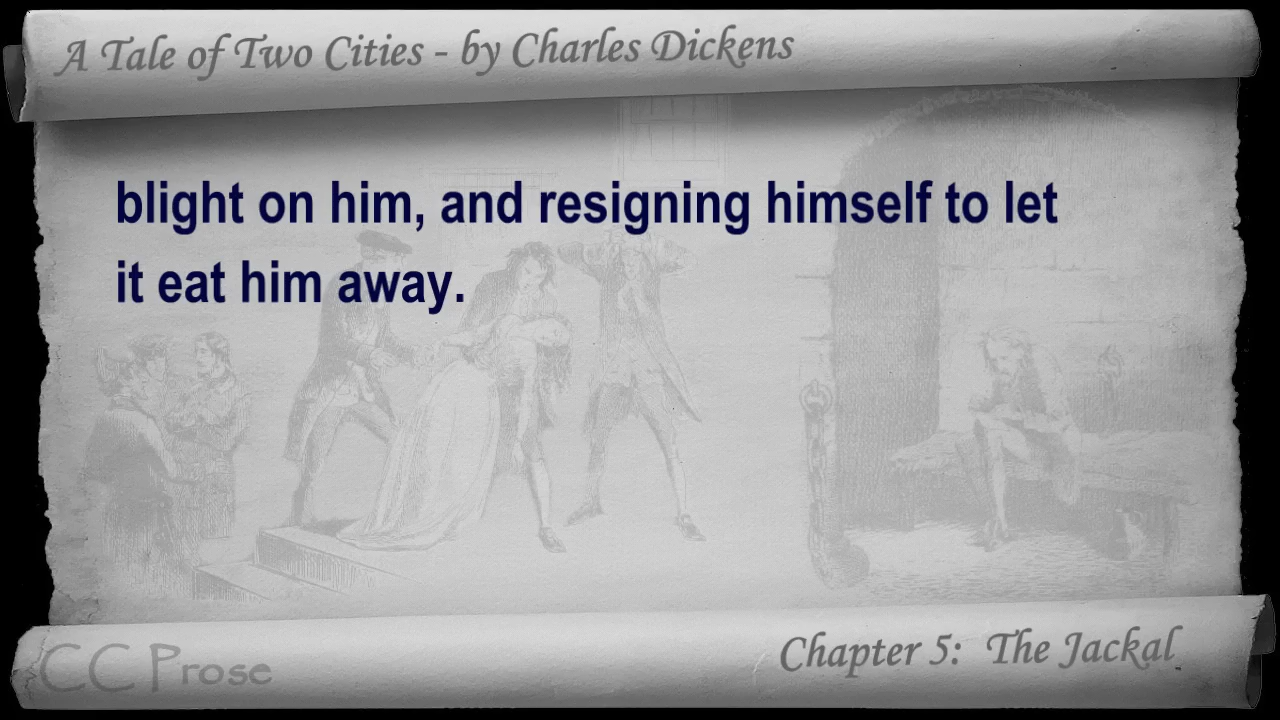 A Tale of Two Cities - by Charles Dickens
blight on him, and resigning himself to let
it eat him away.
CC Prose
Chapter 5: The Jackal